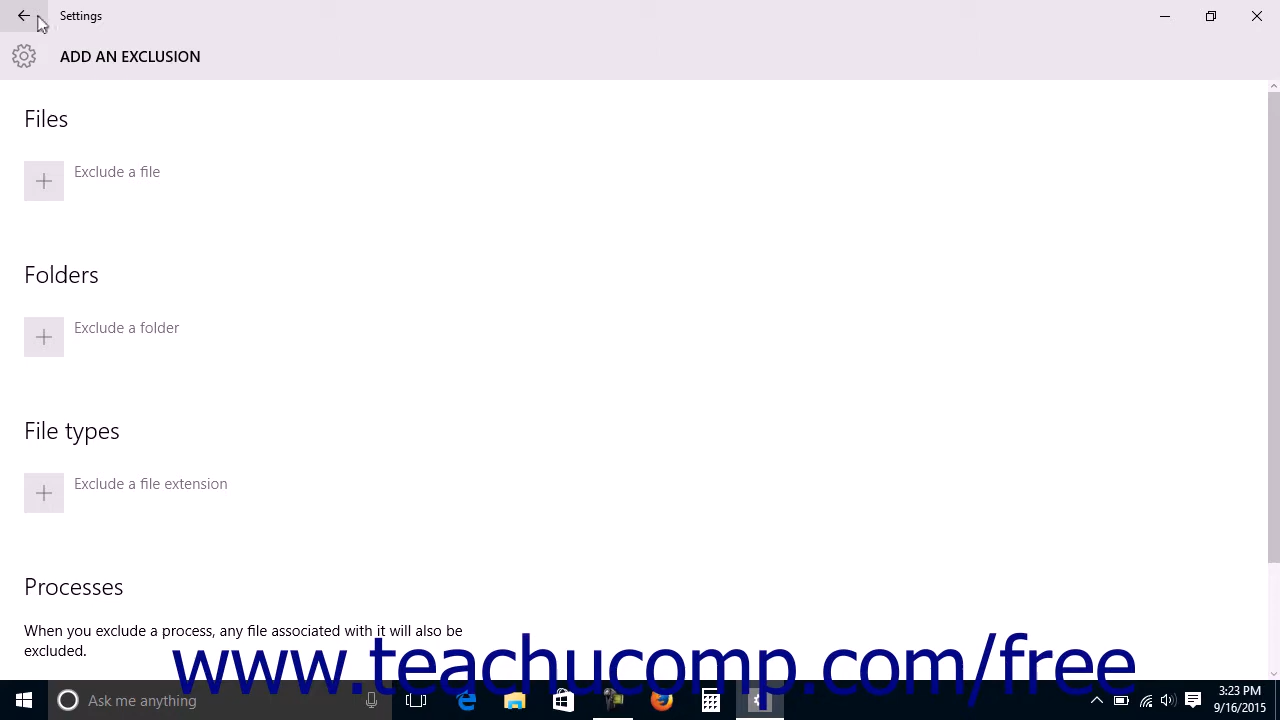 Settings
ADD AN EXCLUSION
Files
Exclude a file
Folders
Exclude a folder
File types
Exclude a file extension
Processes
When you exclude a process, any file associated with it will also be
excluded.
www.teachucomp.com/free
Ask me anything
3:23 PM
9/16/2015